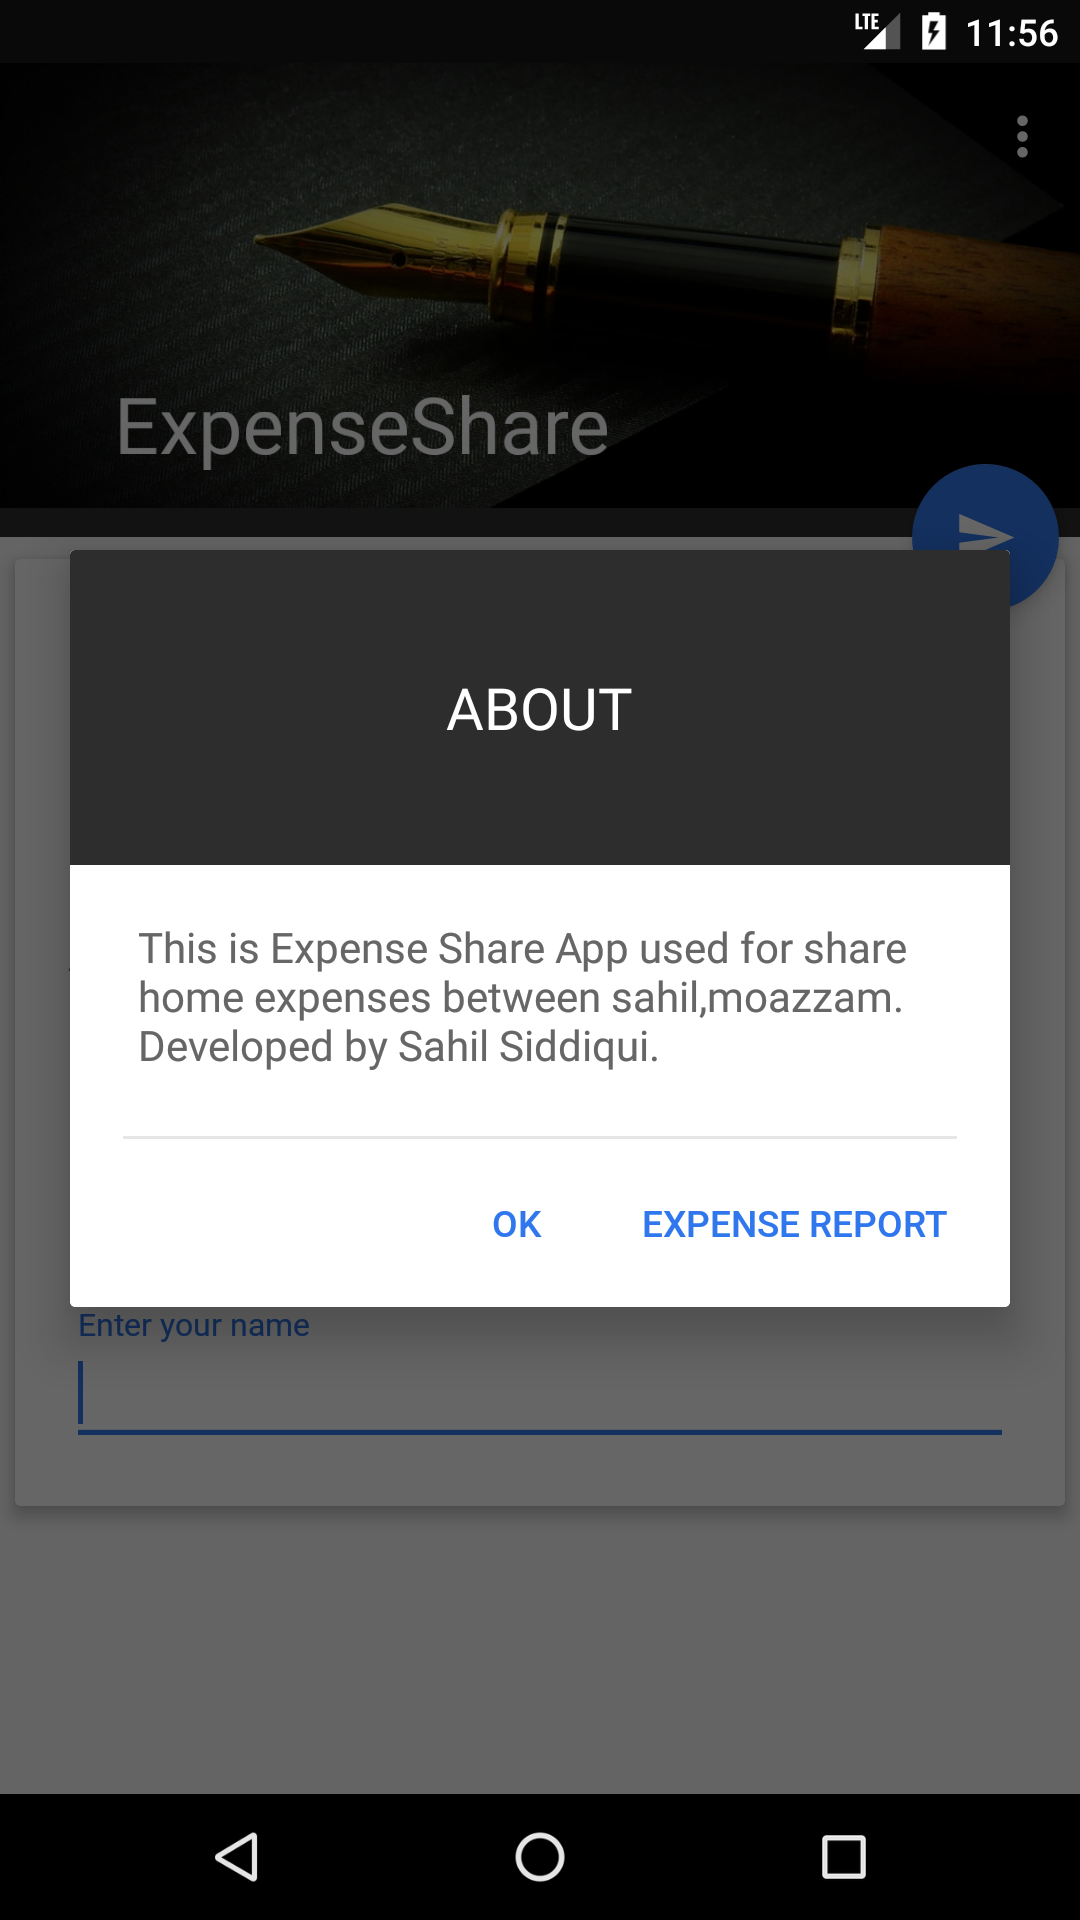 LTE 11:56
ExpenseShare
ABOUT
This is Expense Share App used for share
home expenses between sahil,moazzam.
Developed by Sahil Siddiqui.
OK EXPENSE REPORT
Enter your name